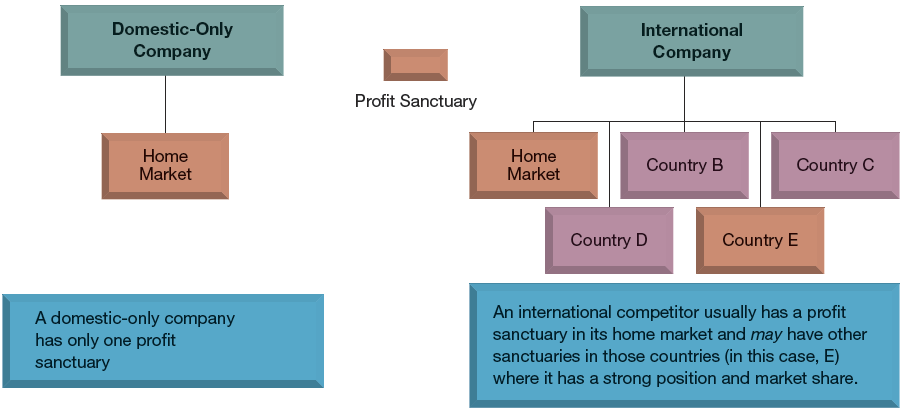 Domestic-Only
Company
Home
Market
A domestic-only company
has only one profit
sanctuary
Profit Sanctuary
International
Company
Home
Market
Country B
Country C
Country D
Country E
An international competitor usually has a profit
sanctuary in its home market and may have other
sanctuaries in those countries (in this case, E)
where it has a strong position and market share.